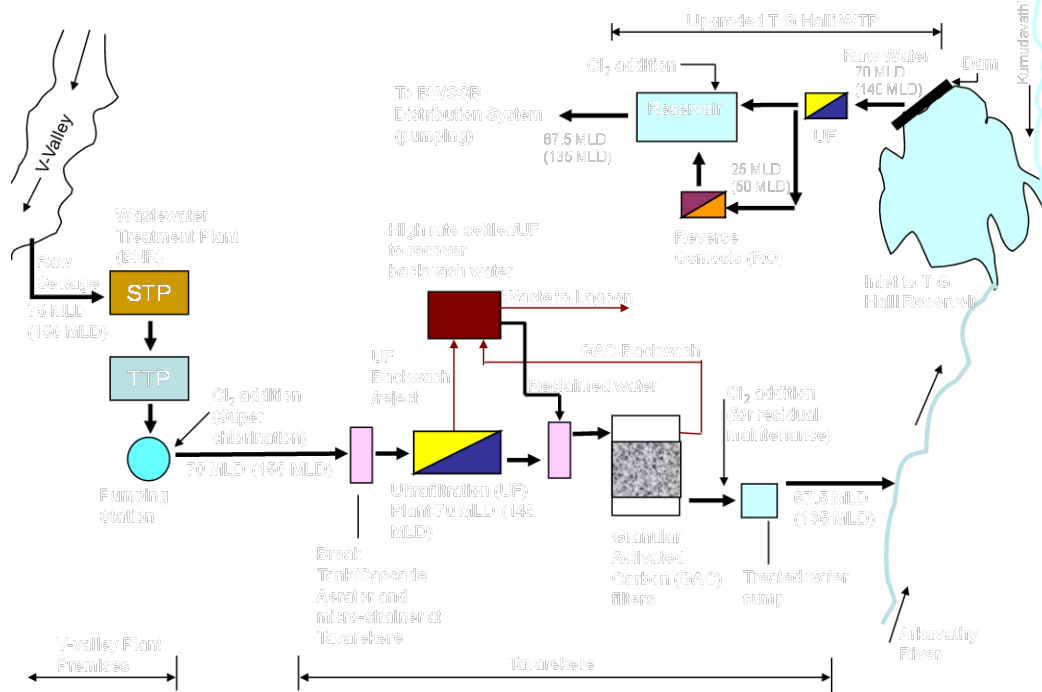 Upgraded T G Halli WTP
Kumudavathi
Cl2 addition
Raw Water
70 MLD
(140 MLD)
Dam
To BWSSB
Distribution System
(pumping)
Reservoir
UF
67.5 MLD
(135 MLD)
25 MLD
(50 MLD)
V-Valley
Wastewater
Treatment Plant
(BNR)
High rate settler/UF
to recover
backwash water
Reverse
Osmosis (RO)
Raw
Sewage
75 MLD
(150 MLD)
STP
Inlet to T G
Halli Reservoir
Waste to Lagoon
TTP
UF
Backwash
/reject
GAC Backwash
Reclaimed water
Cl2 addition
(Super
chlorination)
Cl2 addition
(for residual
maintenance)
70 MLD (150 MLD)
Pumping
Station
Ultrafiltration (UF)
Plant 70 MLD (145
MLD)
67.5 MLD
(135 MLD)
Break
Tank/Cascade
Aerator and
micro-strainer at
Tavarekere
Granular
Activated
Carbon (GAC)
filters
Treated water
sump
Arkavathy
River
V-valley Plant
Premises
Tavarekere